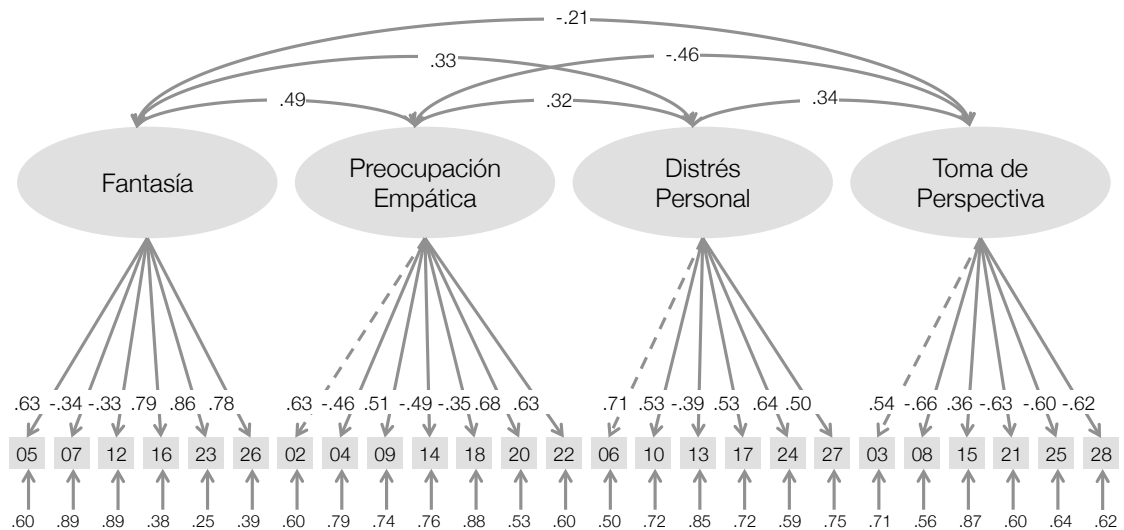 -.21
.33
-.46
.49
.32
.34
Fantasía
Preocupación
Empática
Distrés
Personal
Toma de
Perspectiva
.63 -.34 -.33 .79 .86 .78
.63 -.46 .51 -.49 -.35 .68 .63
.71 .53 -.39 .53 .64 .50
.54 -.66 .36 -.63 -.60 -.62
05 07 12 16 23 26
02 04 09 14 18 20 22
06 10 13 17 24 27
03 08 15 21 25 28
.60 .89 .89 .38 .25 .39
.60 .79 .74 .76 .88 .53 .60
.50 .72 .85 .72 .59 .75
.71 .56 .87 .60 .64 .62